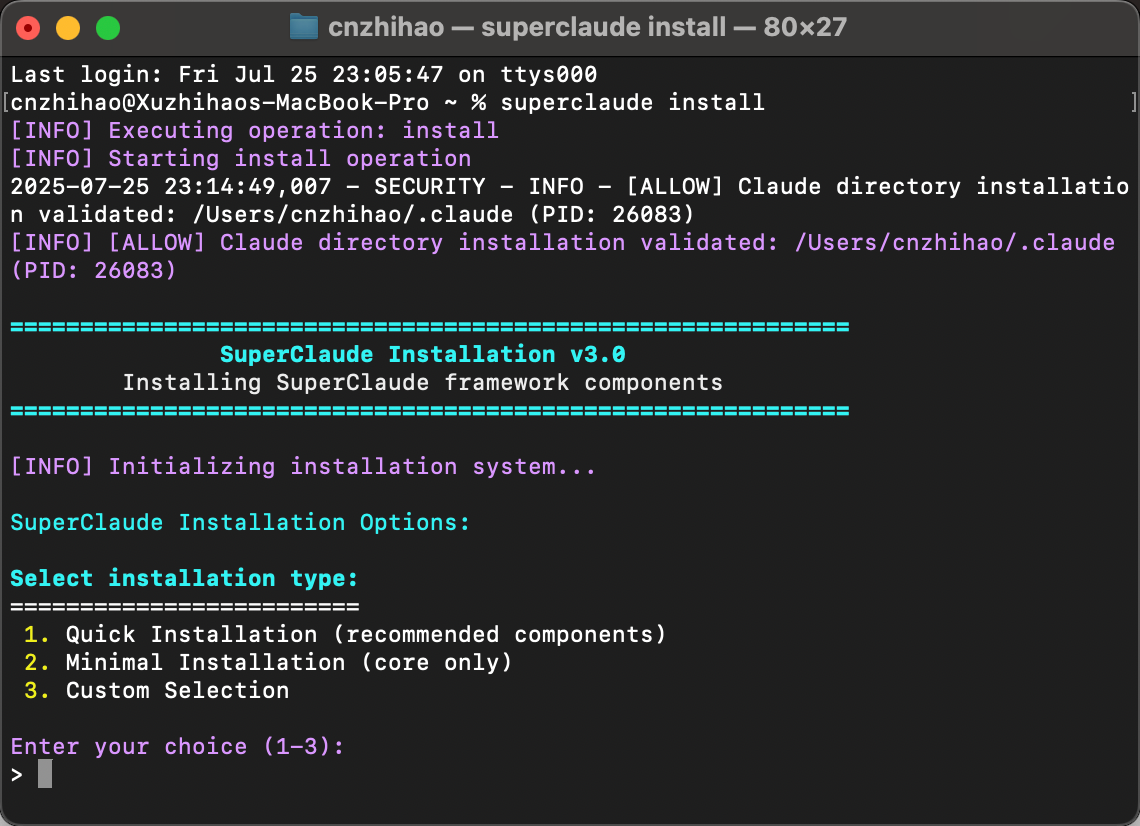 cnzhihao — superclaude install — 80×27
Last login: Fri Jul 25 23:05:47 on ttys000
[cnzhihao@Xuzhihaos-MacBook-Pro ~ % superclaude install ]
[INFO] Executing operation: install
[INFO] Starting install operation
2025-07-25 23:14:49,007 - SECURITY - INFO - [ALLOW] Claude directory installatio
n validated: /Users/cnzhihao/.claude (PID: 26083)
[INFO] [ALLOW] Claude directory installation validated: /Users/cnzhihao/.claude
(PID: 26083)
============================================================
SuperClaude Installation v3.0
Installing SuperClaude framework components
============================================================
[INFO] Initializing installation system...
SuperClaude Installation Options:
Select installation type:
=========================
1. Quick Installation (recommended components)
2. Minimal Installation (core only)
3. Custom Selection
Enter your choice (1-3):
>